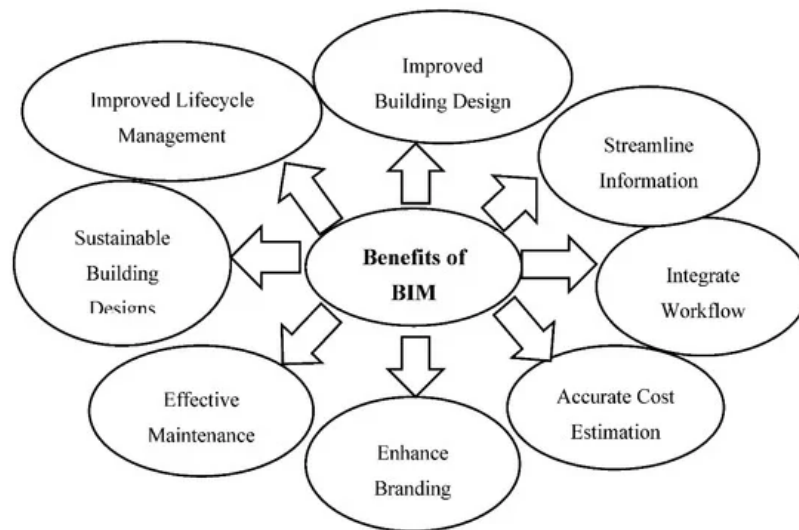 Improved
Building Design
Improved Lifecycle
Management
Streamline
Information
Sustainable
Building
Designs
Benefits of
BIM
Integrate
Workflow
Effective
Maintenance
Enhance
Branding
Accurate Cost
Estimation